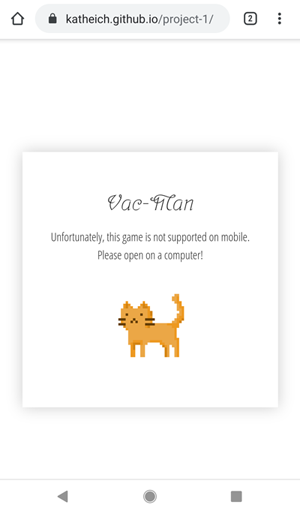 katheich.github.io/project-1/
2
Vac-Man
Unfortunately, this game is not supported on mobile.
Please open on a computer!